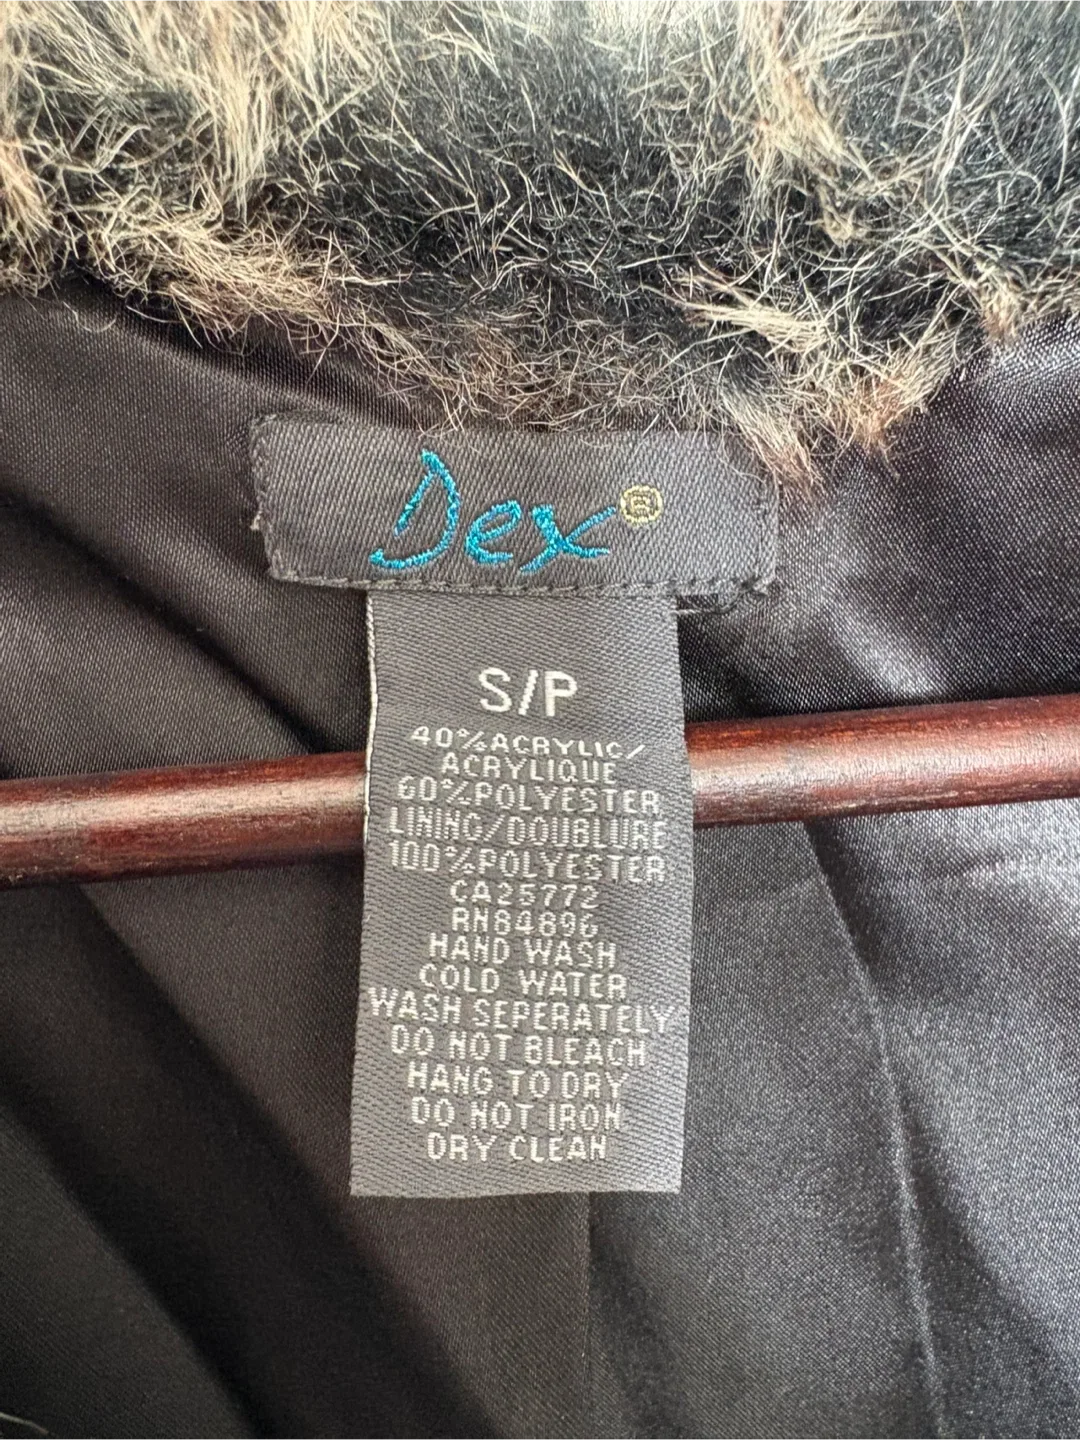 Dex®
S/P
40%ACRYLIC/
ACRYLIQUE
60%POLYESTER
LINING/DOUBLURE
100%POLYESTER
CA25772
RN84896
HAND WASH
COLD WATER
WASH SEPERATELY
DO NOT BLEACH
HANG TO DRY
DO NOT IRON
DRY CLEAN